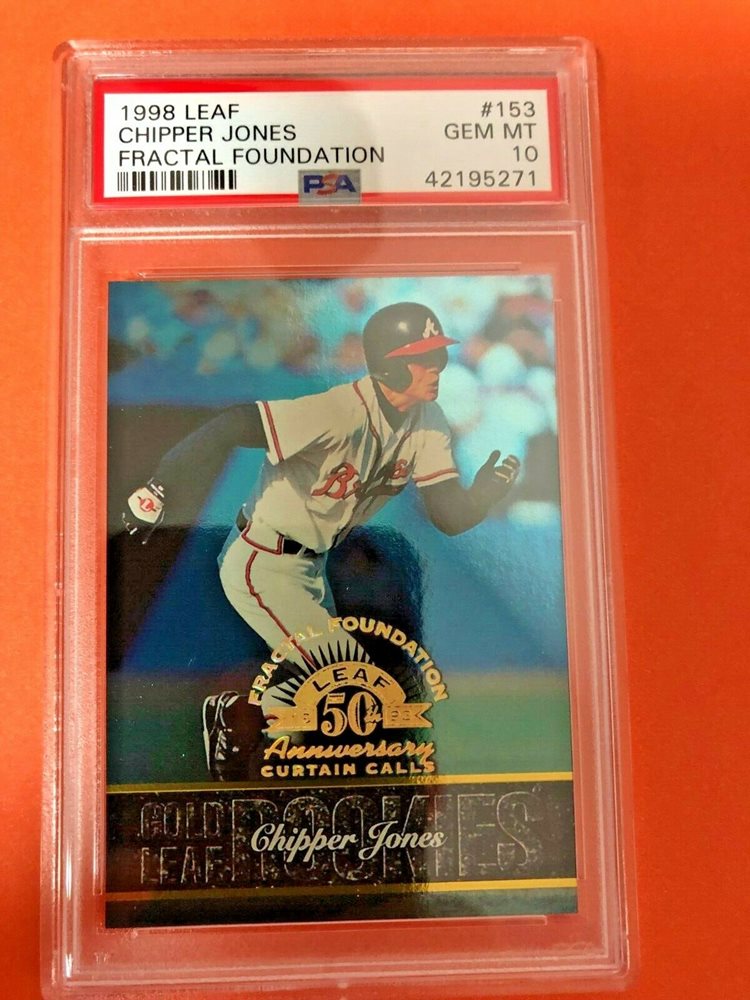 1998 LEAF #153
CHIPPER JONES GEM MT
FRACTAL FOUNDATION 10
PSA 42195271
A
Braves
FRACTAL FOUNDATION
LEAF
50th
Anniversary
CURTAIN CALLS
GOLD LEAF ROOKIES
Chipper Jones